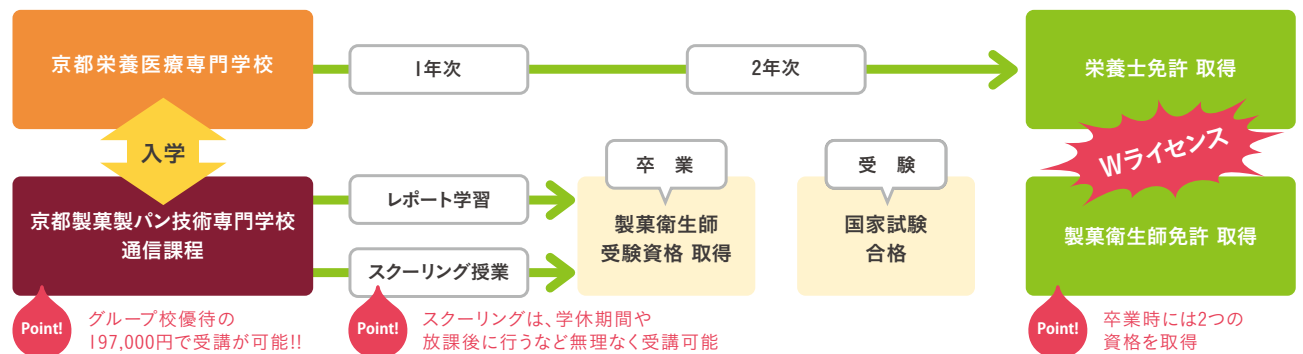 京都栄養医療専門学校
1年次
2年次
栄養士免許 取得
入学
Wライセンス
京都製菓製パン技術専門学校
通信課程
レポート学習
スクーリング授業
卒 業
製菓衛生師
受験資格 取得
受 験
国家試験
合格
製菓衛生師免許 取得
Point!
グループ校優待の
197,000円で受講が可能!!
Point!
スクーリングは、学休期間や
放課後に行うなど無理なく受講可能
Point!
卒業時には2つの
資格を取得